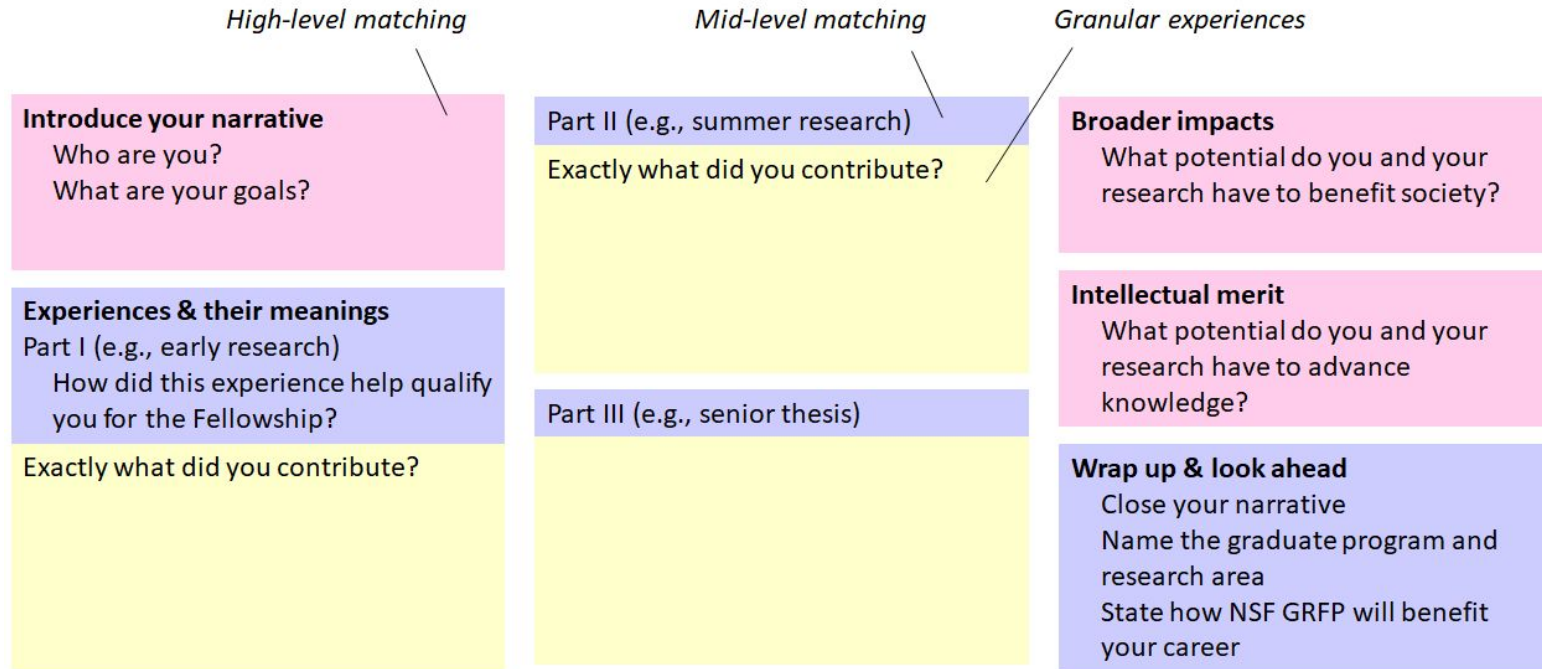 High-level matching
Mid-level matching
Granular experiences
Introduce your narrative
Who are you?
What are your goals?
Experiences & their meanings
Part I (e.g., early research)
How did this experience help qualify
you for the Fellowship?
Exactly what did you contribute?
Part II (e.g., summer research)
Exactly what did you contribute?
Part III (e.g., senior thesis)
Broader impacts
What potential do you and your
research have to benefit society?
Intellectual merit
What potential do you and your
research have to advance
knowledge?
Wrap up & look ahead
Close your narrative
Name the graduate program and
research area
State how NSF GRFP will benefit
your career